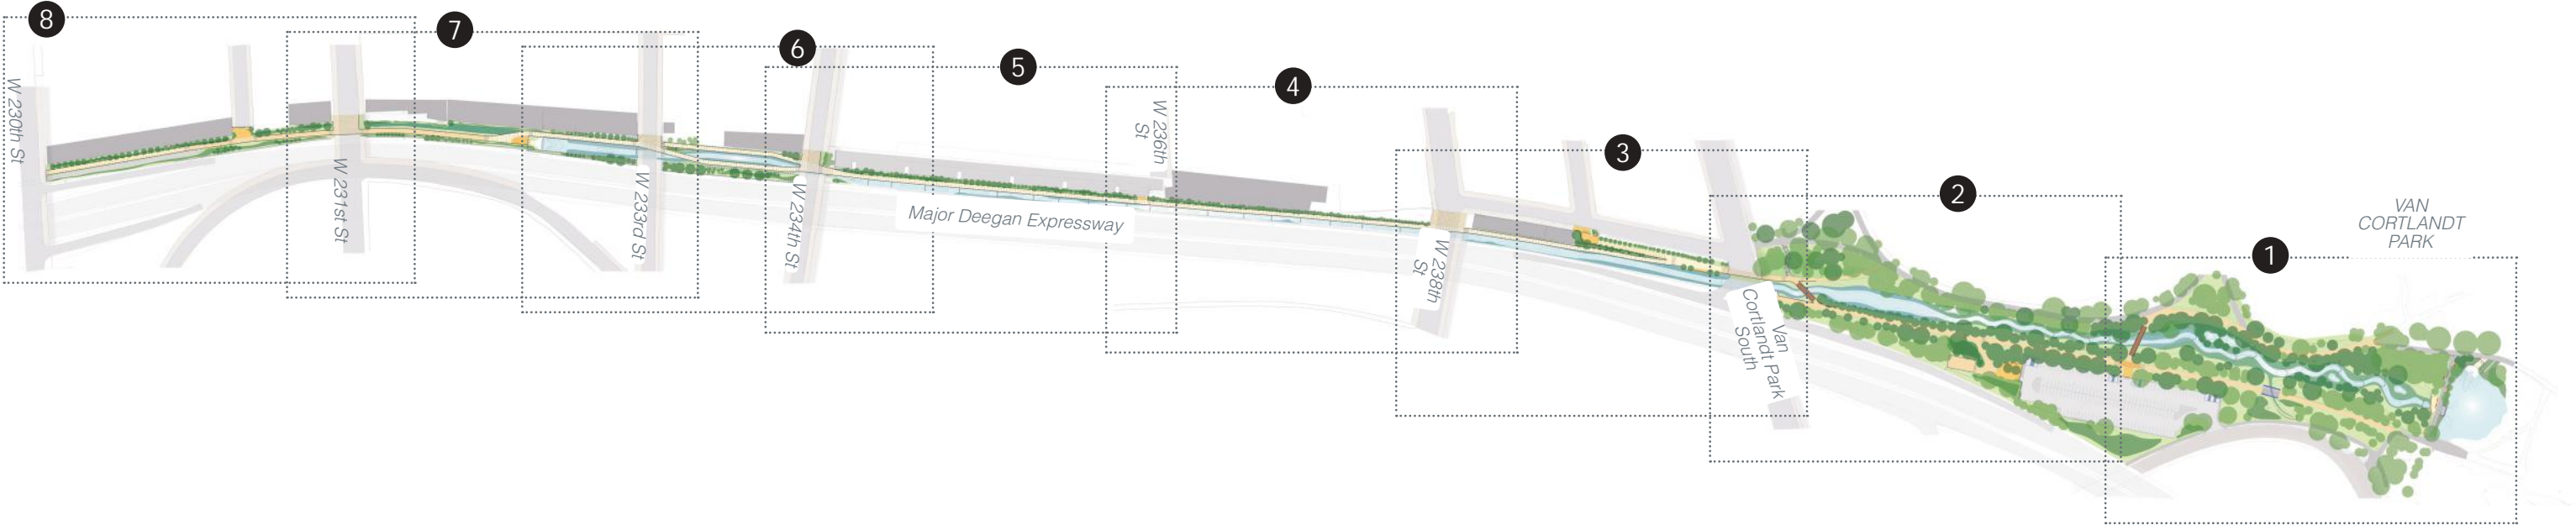 8
7
6
5
4
3
2
1
W 230th St
W 231st St
W 233rd St
W 234th St
Major Deegan Expressway
W 236th
St
W 238th
St
Van
Cortlandt Park
South
VAN
CORTLANDT
PARK